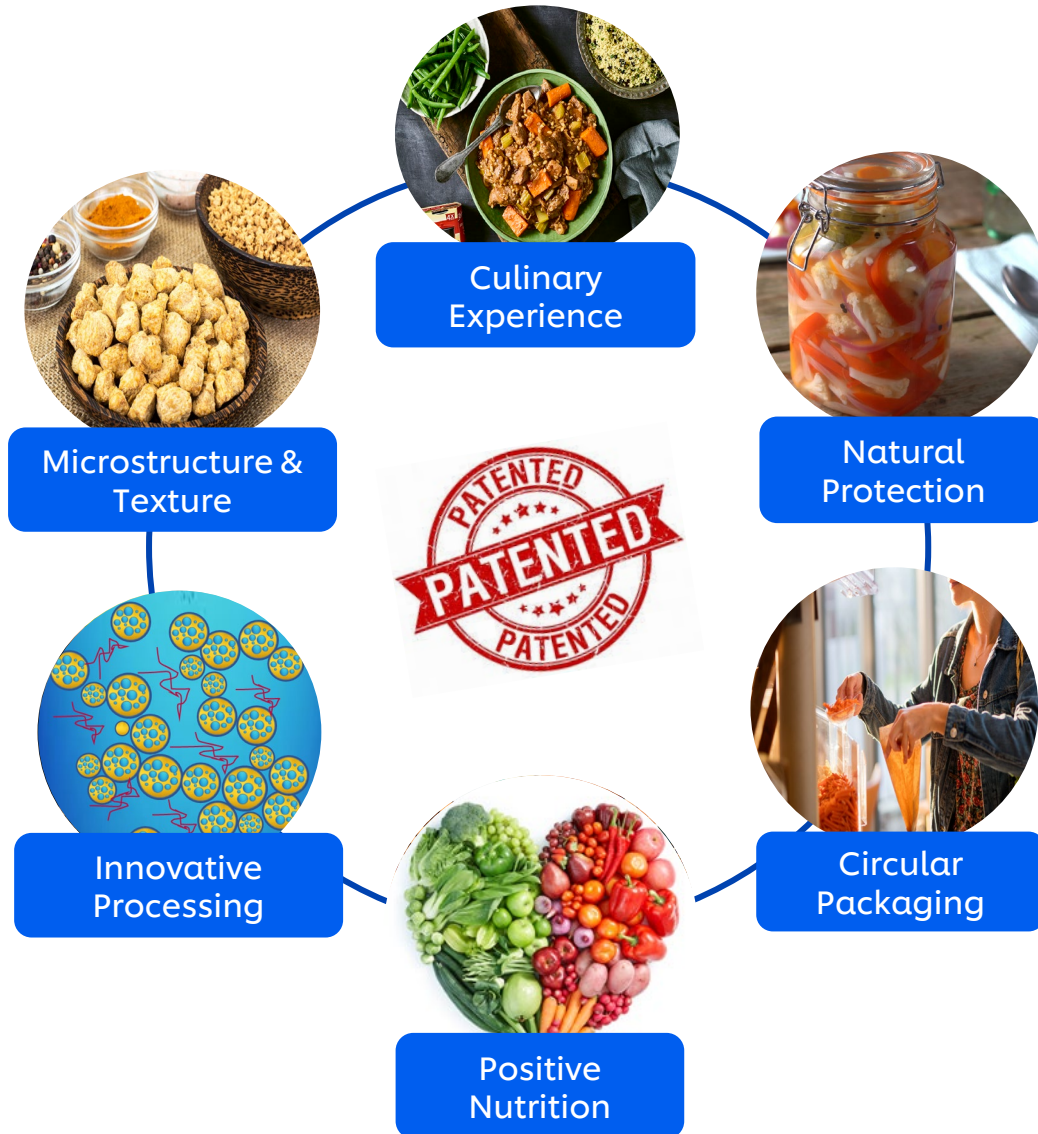 Culinary
Experience
Microstructure &
Texture
Natural
Protection
PATENTED
PATENTED
PATENTED
Innovative
Processing
Circular
Packaging
Positive
Nutrition